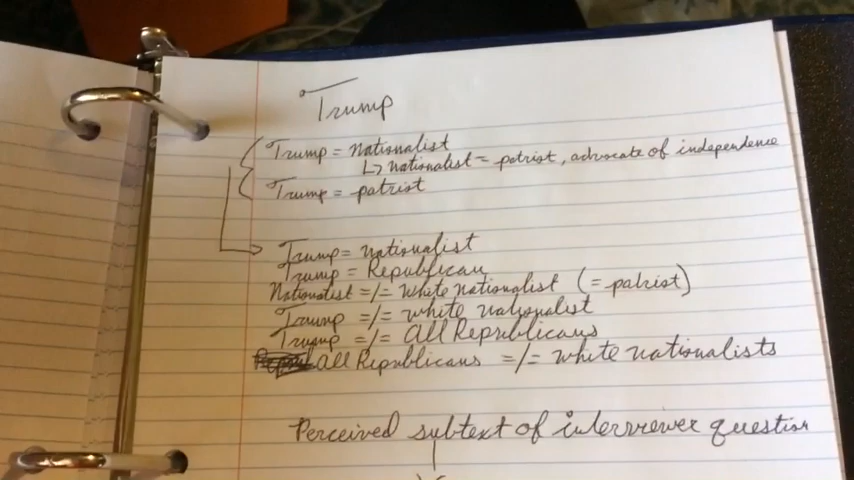 Trump
Trump = nationalist
↳ nationalist = patriot, advocate of independence
Trump = patriot
Trump = nationalist
Trump = Republican
Nationalist =/= white nationalist (= patriot)
Trump =/= white nationalist
Trump =/= All Republicans
All Republicans =/= white nationalists
Perceived subtext of interviewer question